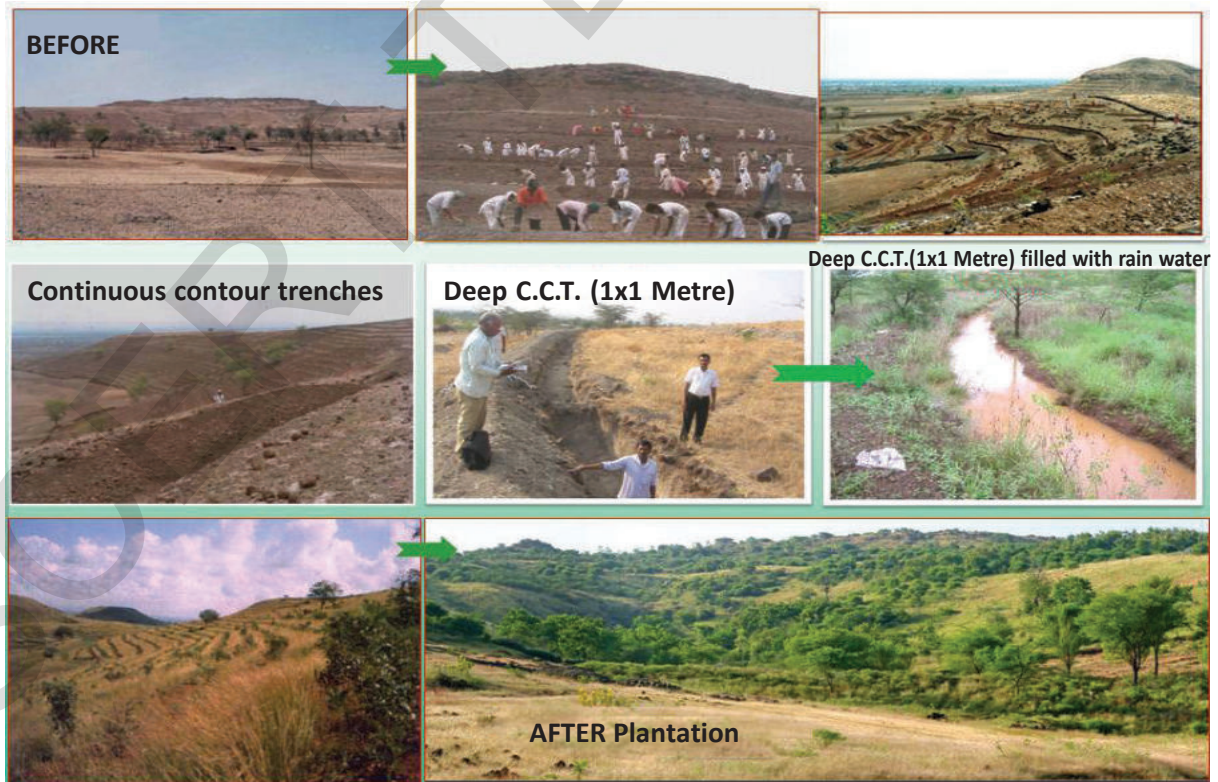 BEFORE
Deep C.C.T.(1x1 Metre) filled with rain water
Continuous contour trenches
Deep C.C.T. (1x1 Metre)
AFTER Plantation